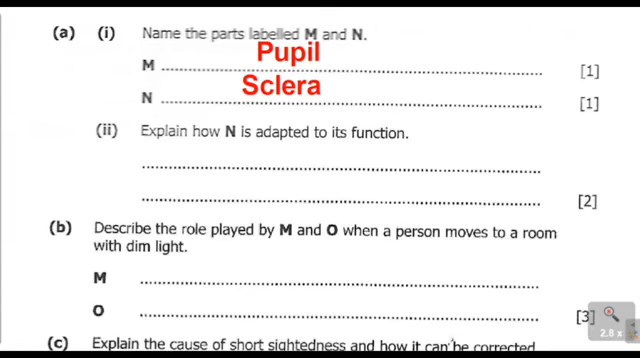 (a) (i) Name the parts labelled M and N.
M Pupil [1]
N Sclera [1]
(ii) Explain how N is adapted to its function.
[2]
(b) Describe the role played by M and O when a person moves to a room
with dim light.
M
O [3]
2.8 x
(c) Explain the cause of short sightedness and how it can be corrected